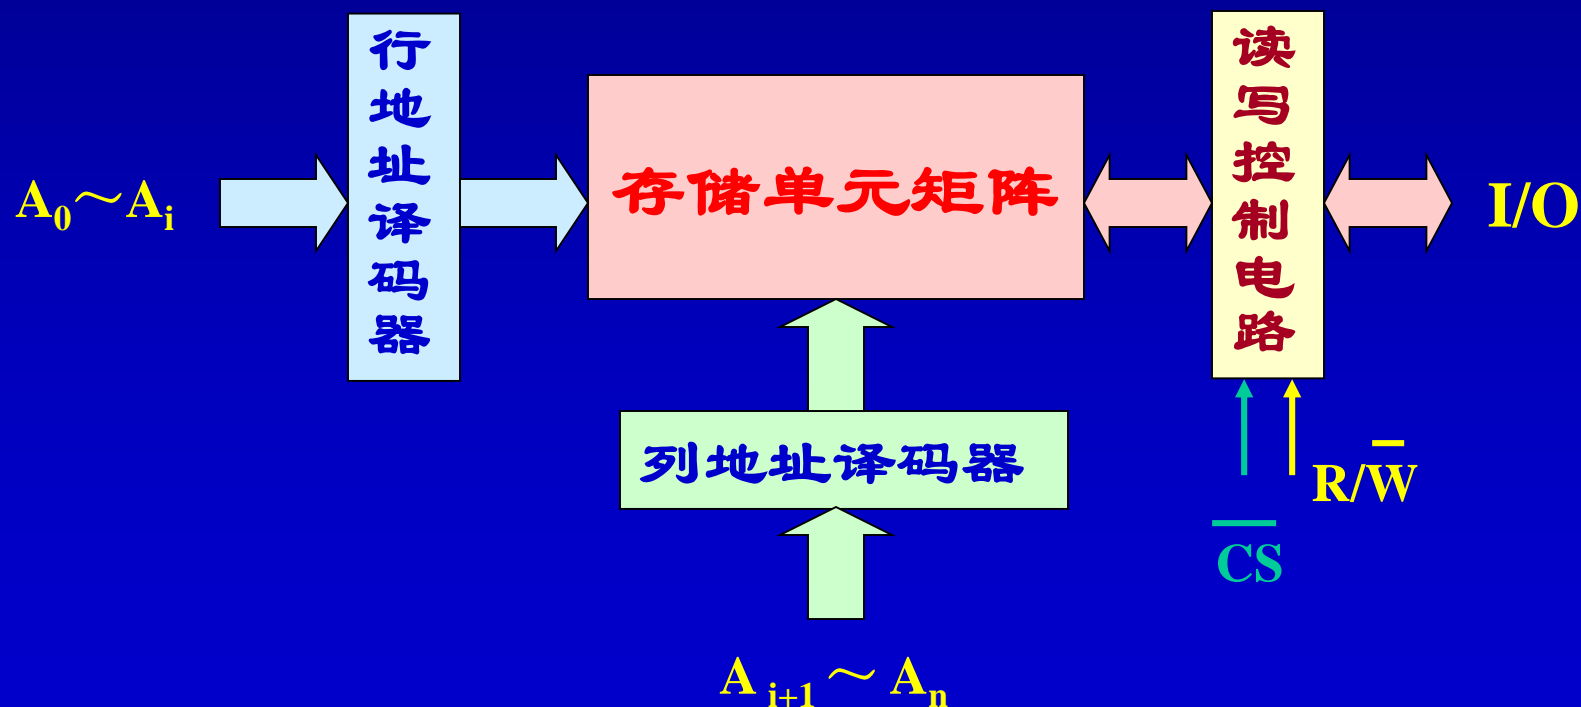 A₀～Aᵢ
行地址译码器
存储单元矩阵
读写控制电路
I/O
列地址译码器
R/W̅
C̅S̅
A ᵢ₊₁ ～ Aₙ